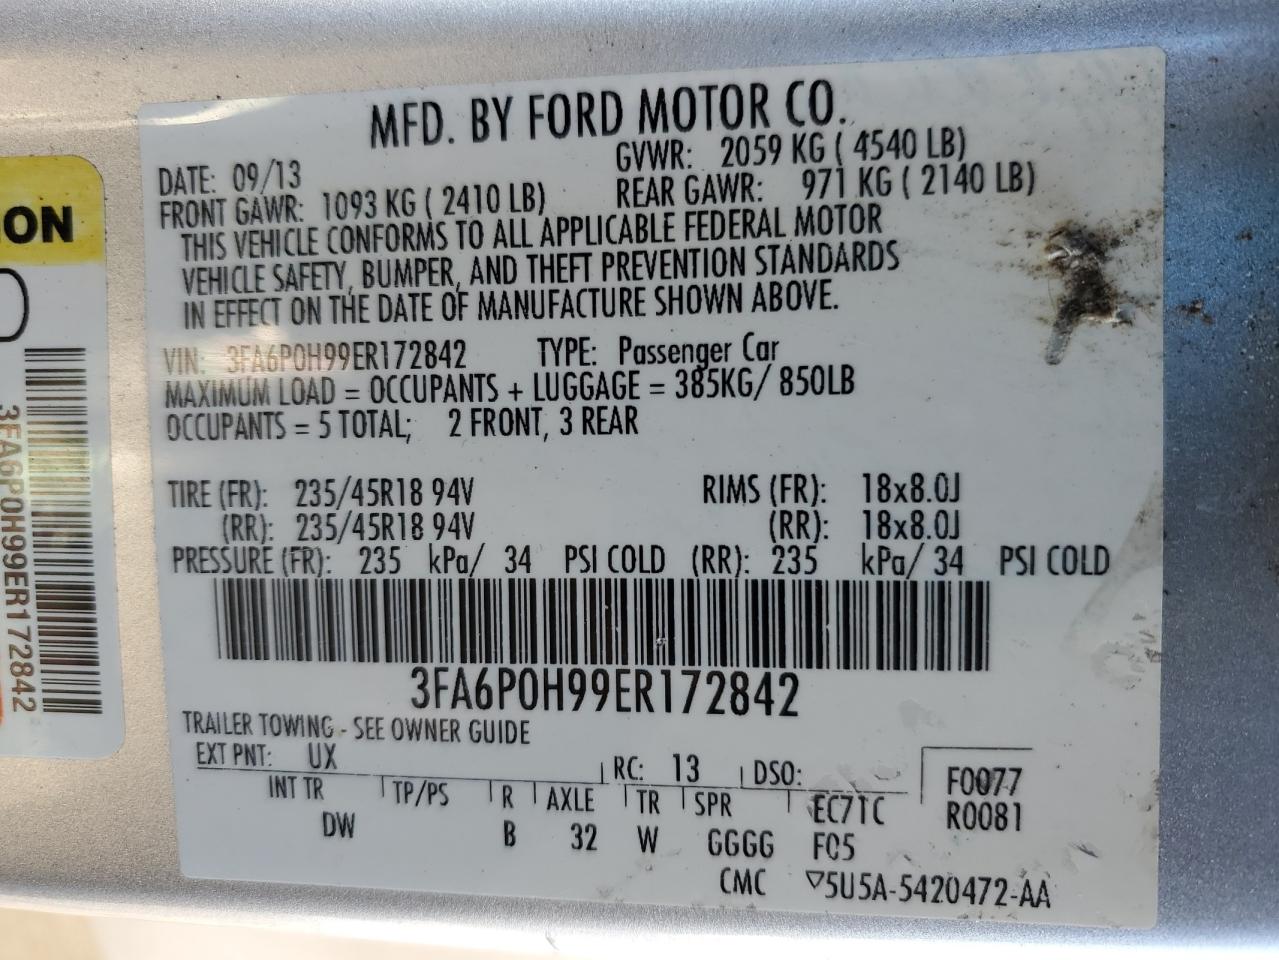 MFD. BY FORD MOTOR CO.
DATE: 09/13 GVWR: 2059 KG ( 4540 LB)
FRONT GAWR: 1093 KG ( 2410 LB) REAR GAWR: 971 KG ( 2140 LB)
THIS VEHICLE CONFORMS TO ALL APPLICABLE FEDERAL MOTOR
VEHICLE SAFETY, BUMPER, AND THEFT PREVENTION STANDARDS
IN EFFECT ON THE DATE OF MANUFACTURE SHOWN ABOVE.
VIN: 3FA6P0H99ER172842 TYPE: Passenger Car
MAXIMUM LOAD = OCCUPANTS + LUGGAGE = 385KG/ 850LB
OCCUPANTS = 5 TOTAL; 2 FRONT, 3 REAR
TIRE (FR): 235/45R18 94V RIMS (FR): 18x8.0J
(RR): 235/45R18 94V (RR): 18x8.0J
PRESSURE (FR): 235 kPa/ 34 PSI COLD (RR): 235 kPa/ 34 PSI COLD
3FA6P0H99ER172842
TRAILER TOWING - SEE OWNER GUIDE
EXT PNT: UX RC: 13 DSO: F0077
INT TR TP/PS R AXLE TR SPR EC71C R0081
DW B 32 W GGGG F05
CMC ▽5U5A-5420472-AA
3FA6P0H99ER172842